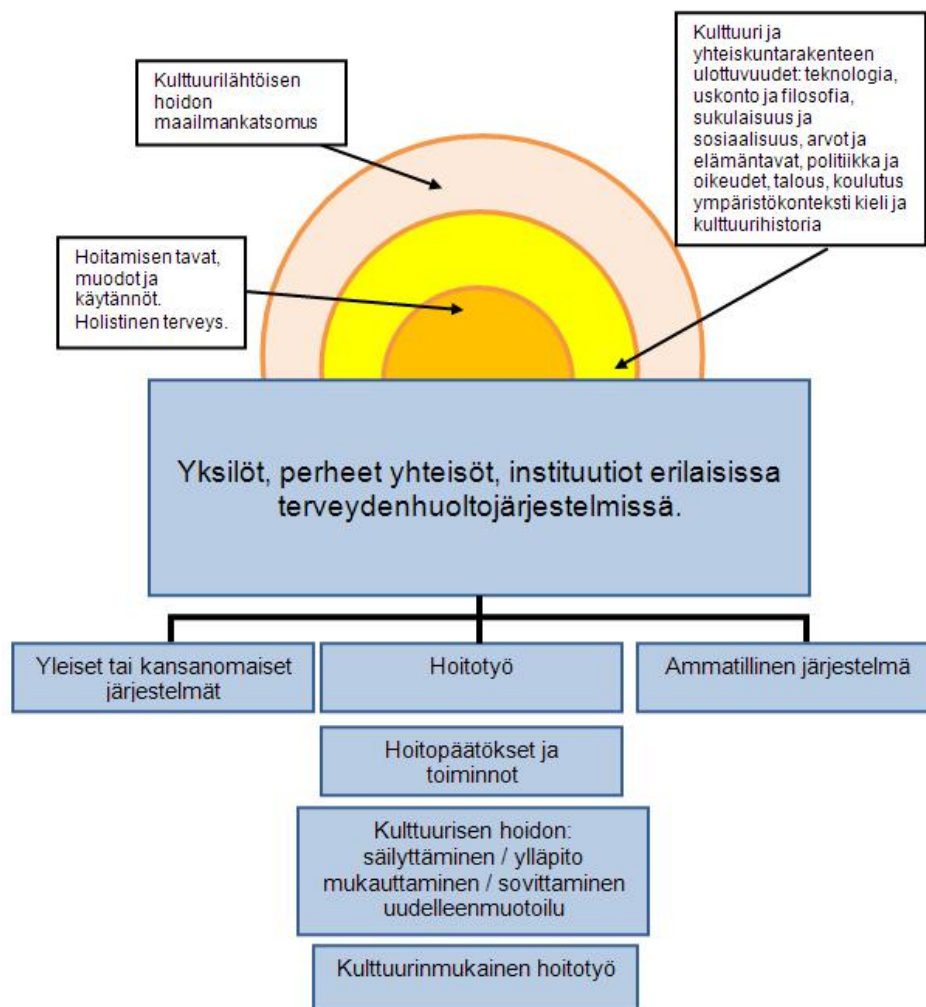 Kulttuurilähtöisen
hoidon
maailmankatsomus
Kulttuuri ja
yhteiskuntarakenteen
ulottuvuudet: teknologia,
uskonto ja filosofia,
sukulaisuus ja
sosiaalisuus, arvot ja
elämäntavat, politiikka ja
oikeudet, talous, koulutus
ympäristökonteksti kieli ja
kulttuurihistoria
Hoitamisen tavat,
muodot ja
käytännöt.
Holistinen terveys.
Yksilöt, perheet yhteisöt, instituutiot erilaisissa
terveydenhuoltojärjestelmissä.
Yleiset tai kansanomaiset
järjestelmät
Hoitotyö
Ammatillinen järjestelmä
Hoitopäätökset ja
toiminnot
Kulttuurisen hoidon:
säilyttäminen / ylläpito
mukauttaminen / sovittaminen
uudelleenmuotoilu
Kulttuurinmukainen hoitotyö